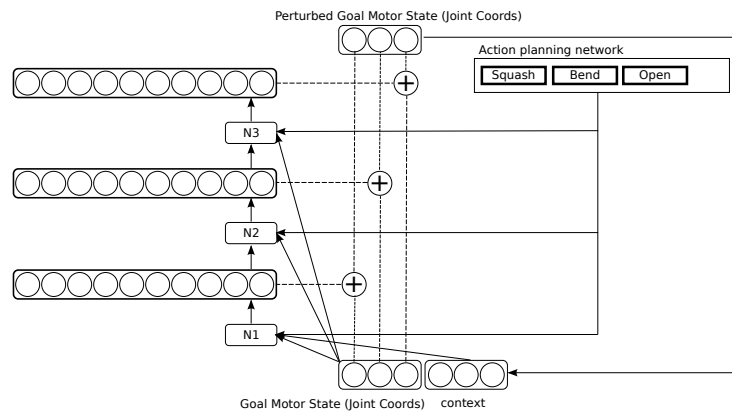 Perturbed Goal Motor State (Joint Coords)
Action planning network
Squash Bend Open
N3
N2
N1
Goal Motor State (Joint Coords) context